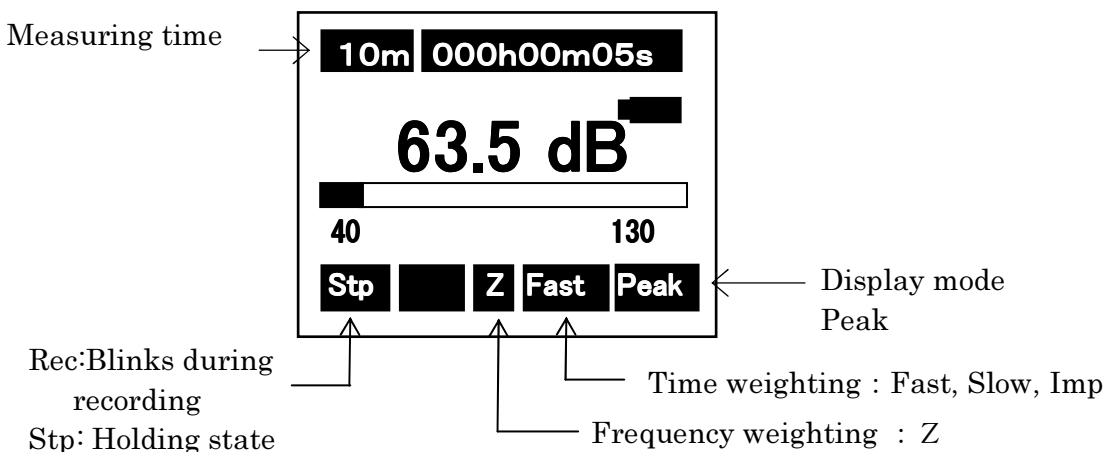 Measuring time
10m 000h00m05s
63.5 dB
40 130
Stp Z Fast Peak
Display mode
Peak
Rec:Blinks during
recording
Stp: Holding state
Time weighting : Fast, Slow, Imp
Frequency weighting : Z